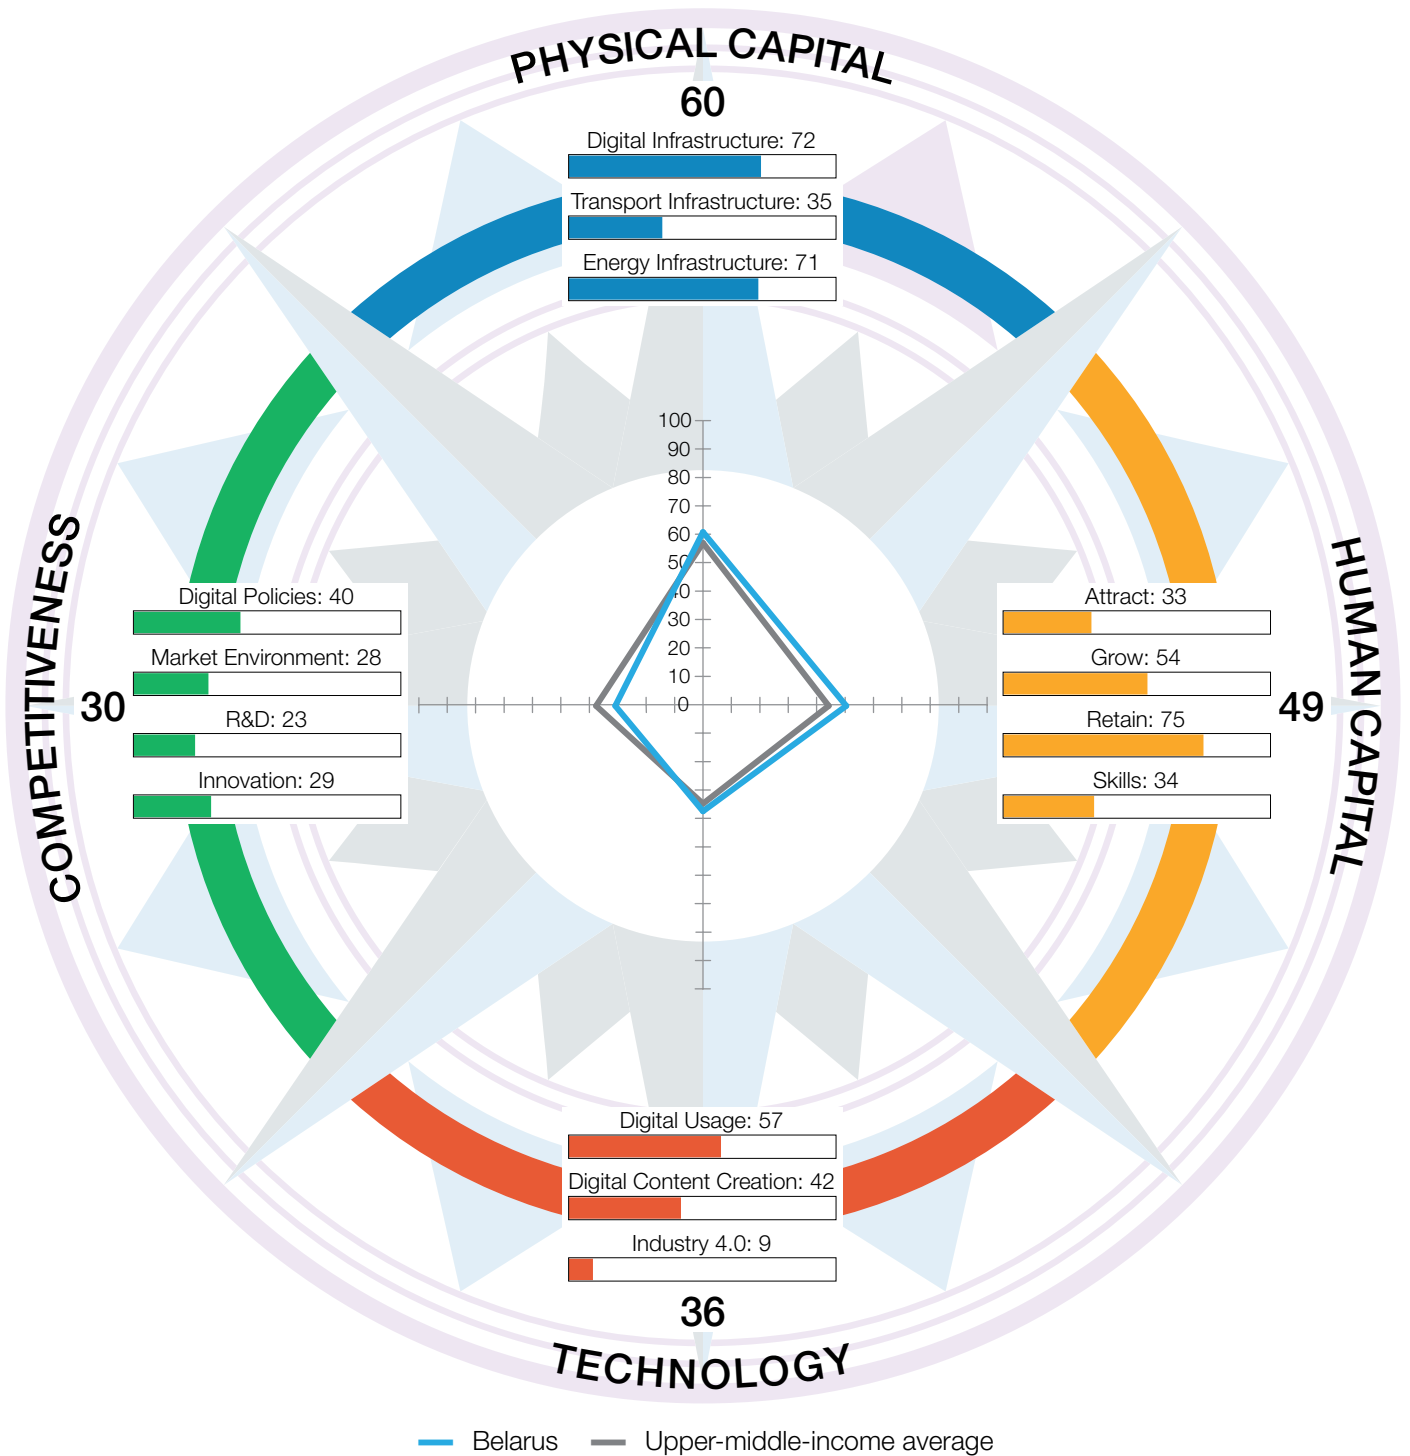 PHYSICAL CAPITAL
60
Digital Infrastructure: 72
Transport Infrastructure: 35
Energy Infrastructure: 71
100
90
80
70
60
50
40
30
20
10
0
COMPETITIVENESS
30
Digital Policies: 40
Market Environment: 28
R&D: 23
Innovation: 29
HUMAN CAPITAL
49
Attract: 33
Grow: 54
Retain: 75
Skills: 34
Digital Usage: 57
Digital Content Creation: 42
Industry 4.0: 9
36
TECHNOLOGY
Belarus
Upper-middle-income average